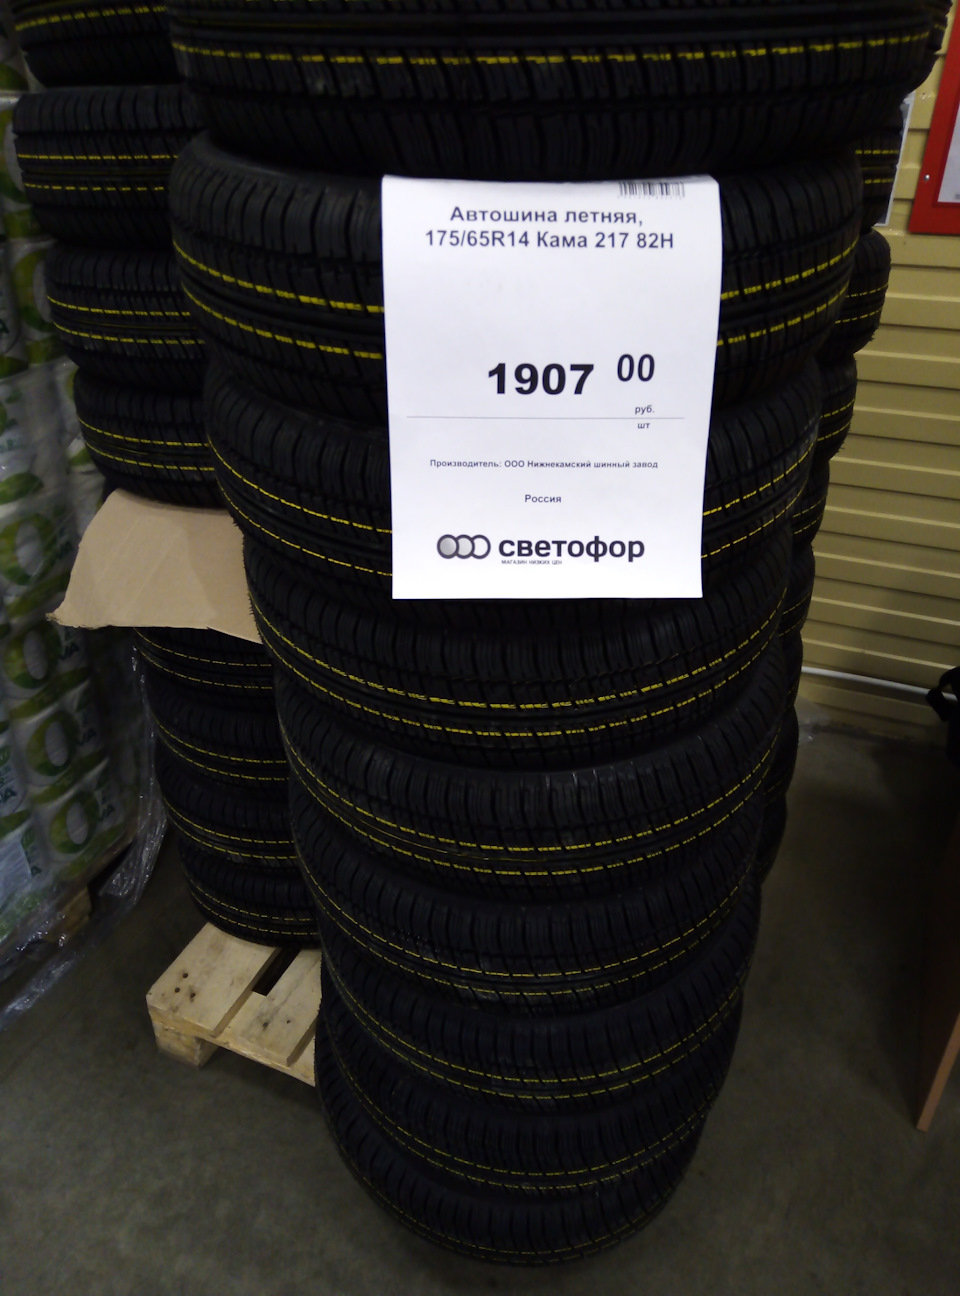 Автошина летняя,
175/65R14 Кама 217 82Н
1907 00
руб.
шт
Производитель: ООО Нижнекамский шинный завод
Россия
светофор
МАГАЗИН НИЗКИХ ЦЕН